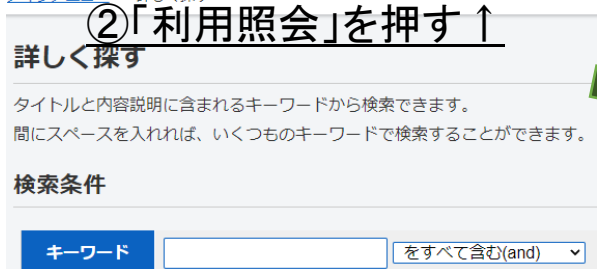 ②「利用照会」を押す↑
詳しく探す
タイトルと内容説明に含まれるキーワードから検索できます。
間にスペースを入れれば、いくつものキーワードで検索することができます。
検索条件
キーワード をすべて含む(and)